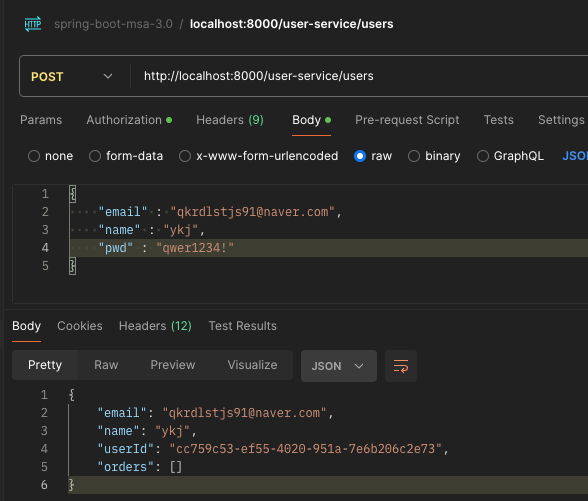 HTTP spring-boot-msa-3.0 / localhost:8000/user-service/users
POST http://localhost:8000/user-service/users
Params Authorization Headers (9) Body Pre-request Script Tests Settings
none form-data x-www-form-urlencoded raw binary GraphQL JSO
1 {
2 "email" : "qkrdlstjs91@naver.com",
3 "name" : "ykj",
4 "pwd" : "qwer1234!"
5 }
Body Cookies Headers (12) Test Results
Pretty Raw Preview Visualize JSON
1 {
2 "email": "qkrdlstjs91@naver.com",
3 "name": "ykj",
4 "userId": "cc759c53-ef55-4020-951a-7e6b206c2e73",
5 "orders": []
6 }